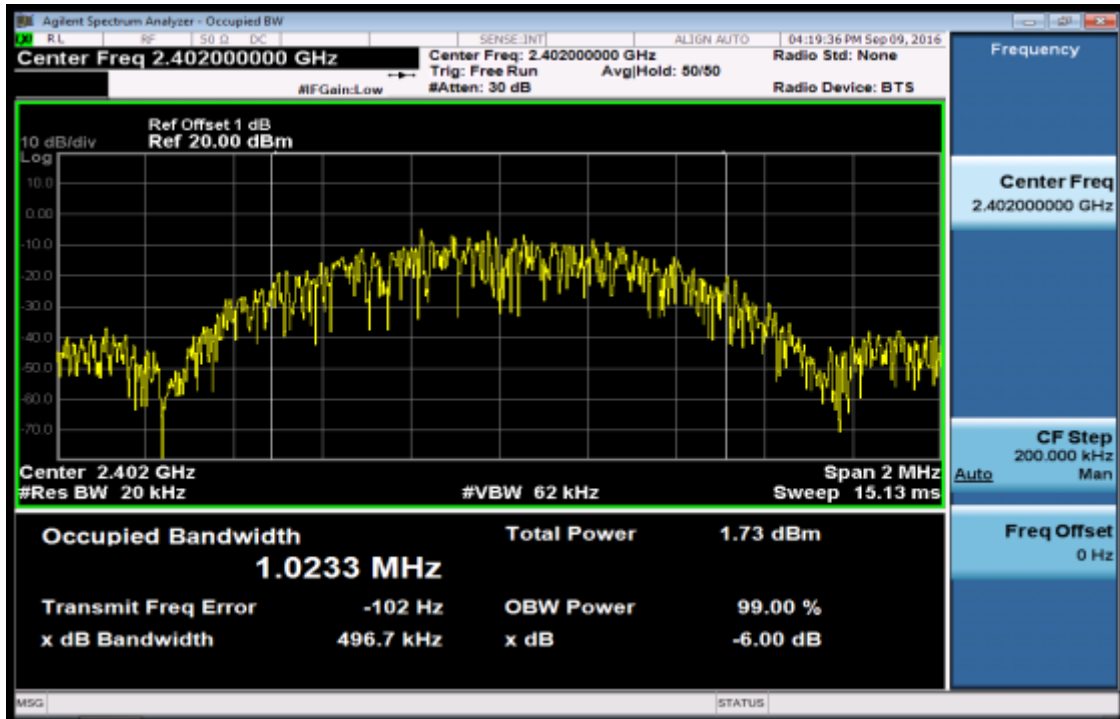 Agilent Spectrum Analyzer - Occupied BW
RL RF 50 Ω DC SENSE:INT ALIGN AUTO 04:19:36 PM Sep 09, 2016
Center Freq 2.402000000 GHz
Center Freq: 2.402000000 GHz Radio Std: None
Trig: Free Run Avg|Hold: 50/50
#IFGain:Low #Atten: 30 dB Radio Device: BTS
Frequency
Ref Offset 1 dB
10 dB/div Ref 20.00 dBm
Log
10.0
0.00
-10.0
-20.0
-30.0
-40.0
-50.0
-60.0
-70.0
Center 2.402 GHz Span 2 MHz
#Res BW 20 kHz #VBW 62 kHz Sweep 15.13 ms
Occupied Bandwidth Total Power 1.73 dBm
1.0233 MHz
Transmit Freq Error -102 Hz OBW Power 99.00 %
x dB Bandwidth 496.7 kHz x dB -6.00 dB
Center Freq
2.402000000 GHz
CF Step
200.000 kHz
Auto Man
Freq Offset
0 Hz
MSG STATUS